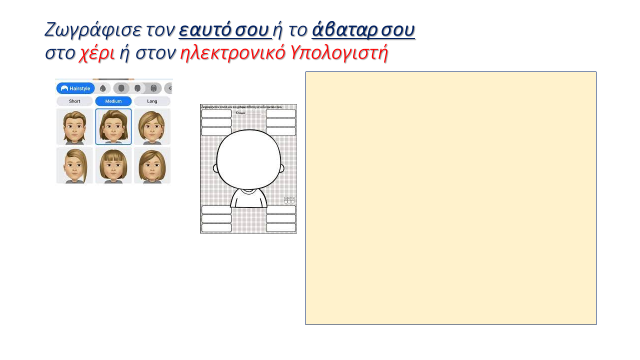 Ζωγράφισε τον εαυτό σου ή το άβαταρ σου
στο χέρι ή στον ηλεκτρονικό Υπολογιστή
Hairstyle
Short Medium Long